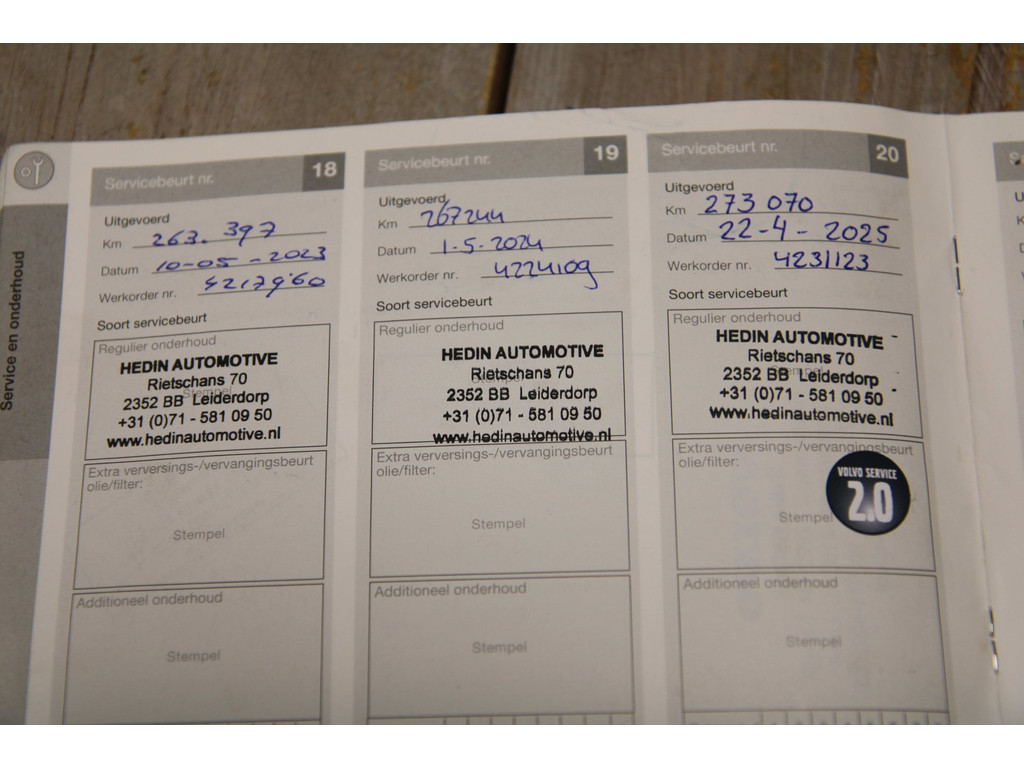 Service en onderhoud
Servicebeurt nr. 18
Uitgevoerd
Km 263.397
Datum 10-05-2023
Werkorder nr. 4217960
Soort servicebeurt
Regulier onderhoud
Stempel
HEDIN AUTOMOTIVE
Rietschans 70
2352 BB Leiderdorp
+31 (0)71 - 581 09 50
www.hedinautomotive.nl
Extra verversings-/vervangingsbeurt
olie/filter:
Stempel
Additioneel onderhoud
Stempel
Servicebeurt nr. 19
Uitgevoerd
Km 267244
Datum 1-5-2024
Werkorder nr. 4224109
Soort servicebeurt
Regulier onderhoud
Stempel
HEDIN AUTOMOTIVE
Rietschans 70
2352 BB Leiderdorp
+31 (0)71 - 581 09 50
www.hedinautomotive.nl
Extra verversings-/vervangingsbeurt
olie/filter:
Stempel
Additioneel onderhoud
Stempel
Servicebeurt nr. 20
Uitgevoerd
Km 273 070
Datum 22-4-2025
Werkorder nr. 4231123
Soort servicebeurt
Regulier onderhoud
Stempel
HEDIN AUTOMOTIVE
Rietschans 70
2352 BB Leiderdorp
+31 (0)71 - 581 09 50
www.hedinautomotive.nl
Extra verversings-/vervangingsbeurt
olie/filter:
Stempel
VOLVO SERVICE
2.0
Additioneel onderhoud
Stempel